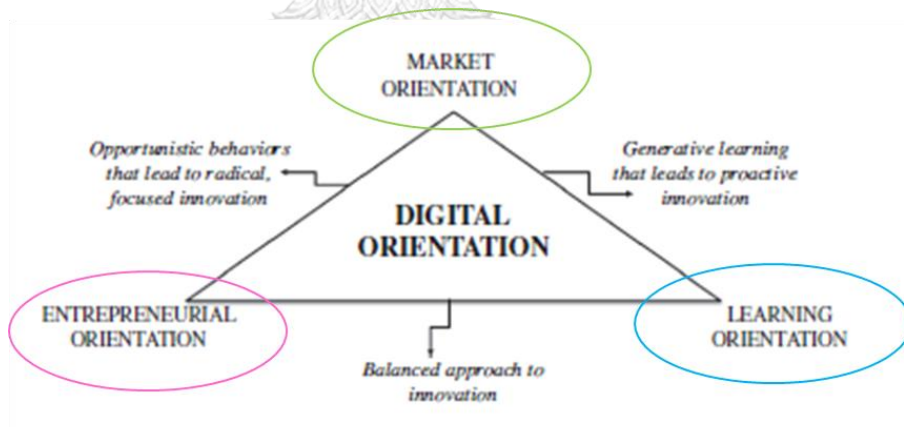 MARKET
ORIENTATION
Opportunistic behaviors
that lead to radical,
focused innovation
Generative learning
that leads to proactive
innovation
DIGITAL
ORIENTATION
ENTREPRENEURIAL
ORIENTATION
LEARNING
ORIENTATION
Balanced approach to
innovation